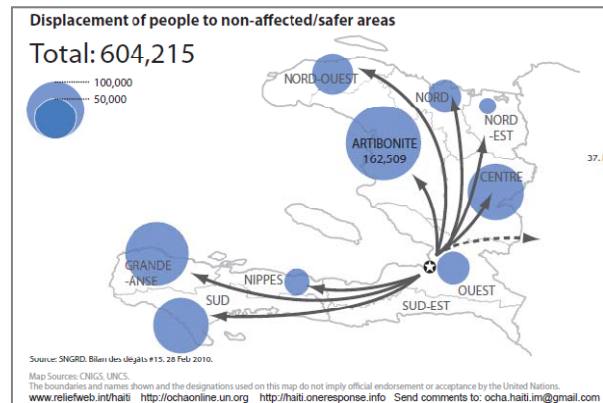 Displacement of people to non-affected/safer areas
Total: 604,215
100,000
50,000
NORD-OUEST
NORD
NORD
-EST
ARTIBONITE
162,509
37.
CENTRE
GRANDE
-ANSE
NIPPES
SUD
OUEST
SUD-EST
Source: SNGRD. Bilan des dégâts #15. 28 Feb 2010.
Map Sources: CNIGS, UNCS.
The boundaries and names shown and the designations used on this map do not imply official endorsement or acceptance by the United Nations.
www.reliefweb.int/haiti http://ochaonline.un.org http://haiti.oneresponse.info Send comments to: ocha.haiti.im@gmail.com